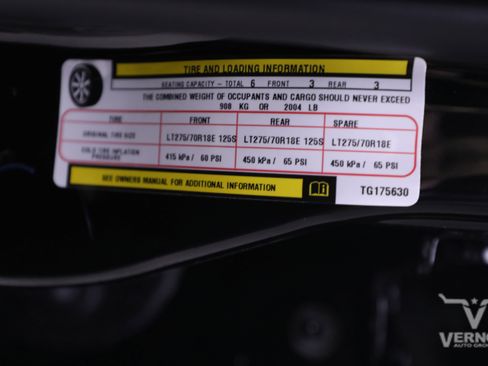 TIRE AND LOADING INFORMATION
SEATING CAPACITY - TOTAL 6 FRONT 3 REAR 3
THE COMBINED WEIGHT OF OCCUPANTS AND CARGO SHOULD NEVER EXCEED
908 KG OR 2004 LB
TIRE FRONT REAR SPARE
ORIGINAL TIRE SIZE LT275/70R18E 125S LT275/70R18E 125S LT275/70R18E
COLD TIRE INFLATION PRESSURE 415 kPa / 60 PSI 450 kPa / 65 PSI 450 kPa / 65 PSI
SEE OWNERS MANUAL FOR ADDITIONAL INFORMATION
TG175630
VERNO
AUTO GROU